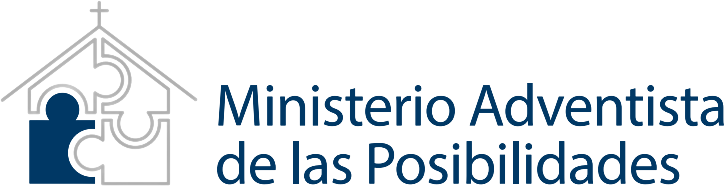 Ministerio Adventista
de las Posibilidades